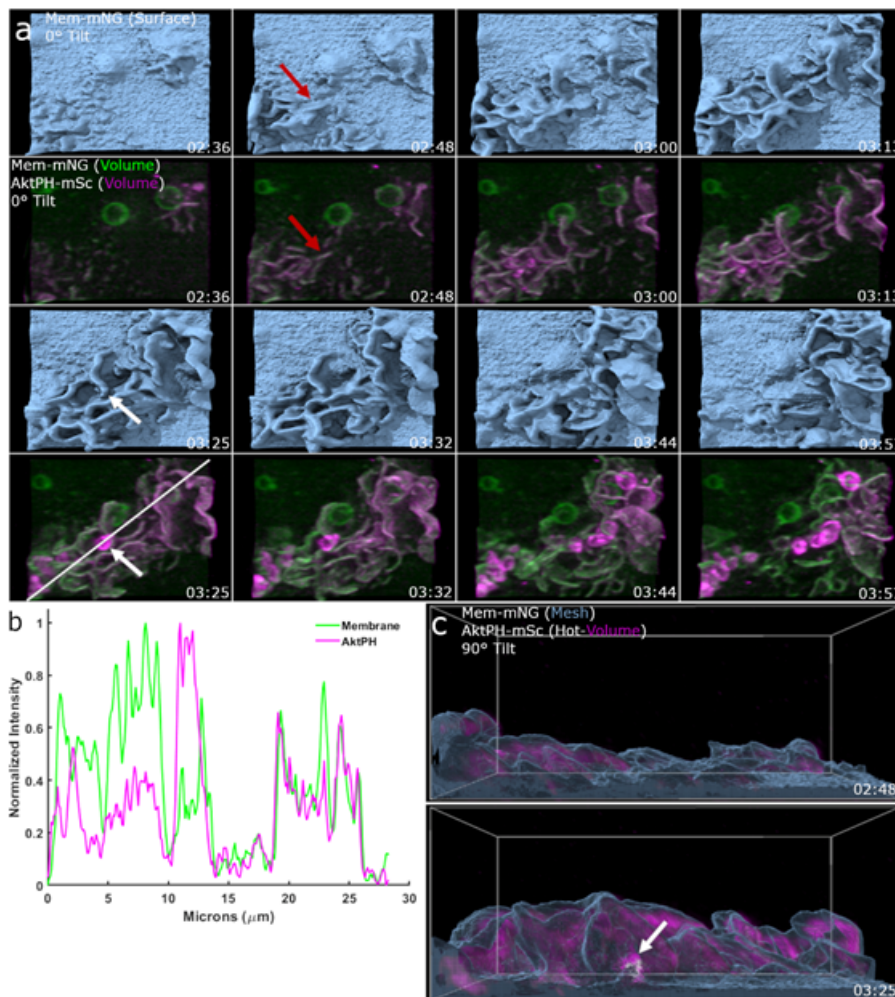 a
Mem-mNG (Surface)
0° Tilt
02:36
02:48
03:00
Mem-mNG (Volume)
AktPH-mSc (Volume)
0° Tilt
02:36
02:48
03:00
03:25
03:32
03:44
03:25
03:32
03:44
b
Membrane
AktPH
Normalized Intensity
1
0.8
0.6
0.4
0.2
0
0
5
10
15
20
25
30
Microns (μm)
c
Mem-mNG (Mesh)
AktPH-mSc (Hot-Volume)
90° Tilt
02:48
03:25